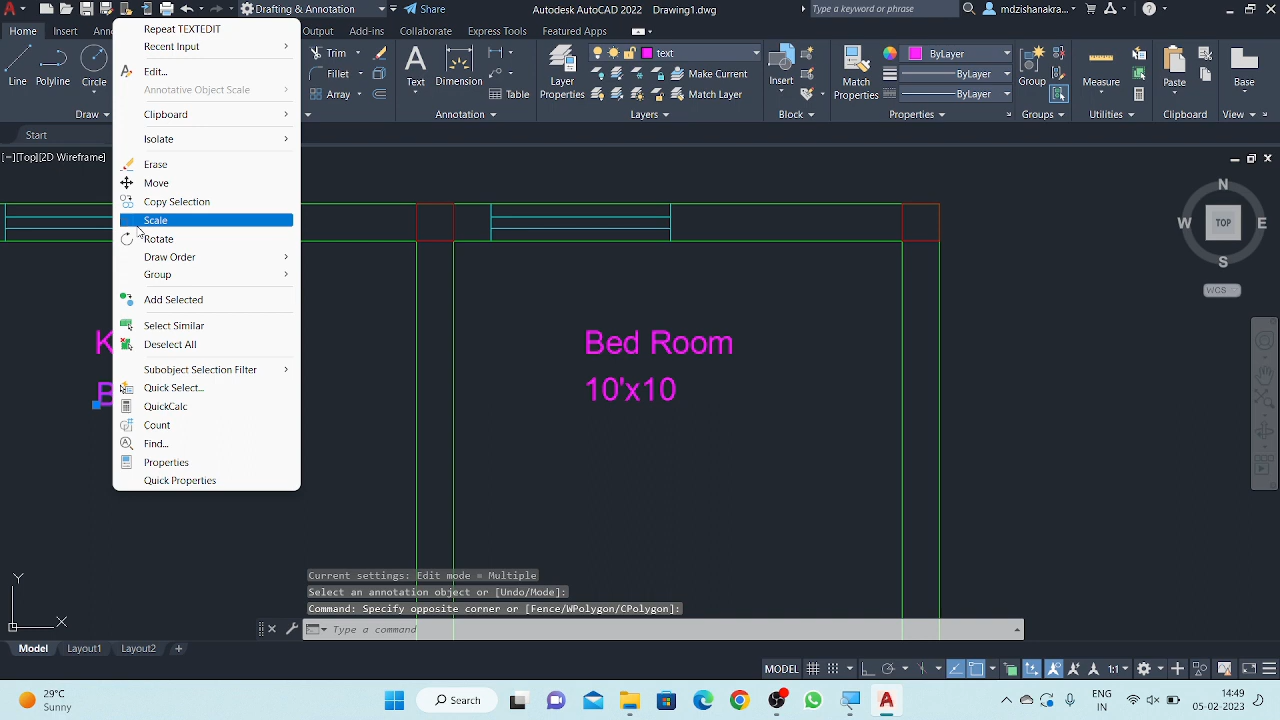 Drafting & Annotation
Share
Autodesk AutoCAD 2022 Drawing1.dwg
Type a keyword or phrase
nazishansakira...
Home
Insert
Ann
Output
Add-ins
Collaborate
Express Tools
Featured Apps
Line
Polyline
Circle
Trim
Fillet
Array
Text
Dimension
Table
Layer
Properties
text
Make Current
Match Layer
Insert
Match
Properties
ByLayer
ByLayer
ByLayer
Group
Measure
Paste
Base
Draw
Annotation
Layers
Block
Properties
Groups
Utilities
Clipboard
View
Start
[−][Top][2D Wireframe]
Repeat TEXTEDIT
Recent Input
Edit...
Annotative Object Scale
Clipboard
Isolate
Erase
Move
Copy Selection
Scale
Rotate
Draw Order
Group
Add Selected
Select Similar
Deselect All
Subobject Selection Filter
Quick Select...
QuickCalc
Count
Find...
Properties
Quick Properties
K
B
Bed Room
10'x10
N
W
TOP
E
S
WCS
Y
X
Current settings: Edit mode = Multiple
Select an annotation object or [Undo/Mode]:
Command: Specify opposite corner or [Fence/WPolygon/CPolygon]:
Type a command
Model
Layout1
Layout2
+
MODEL
1:1
29°C
Sunny
Search
ENG
IN
14:49
05-02-2023